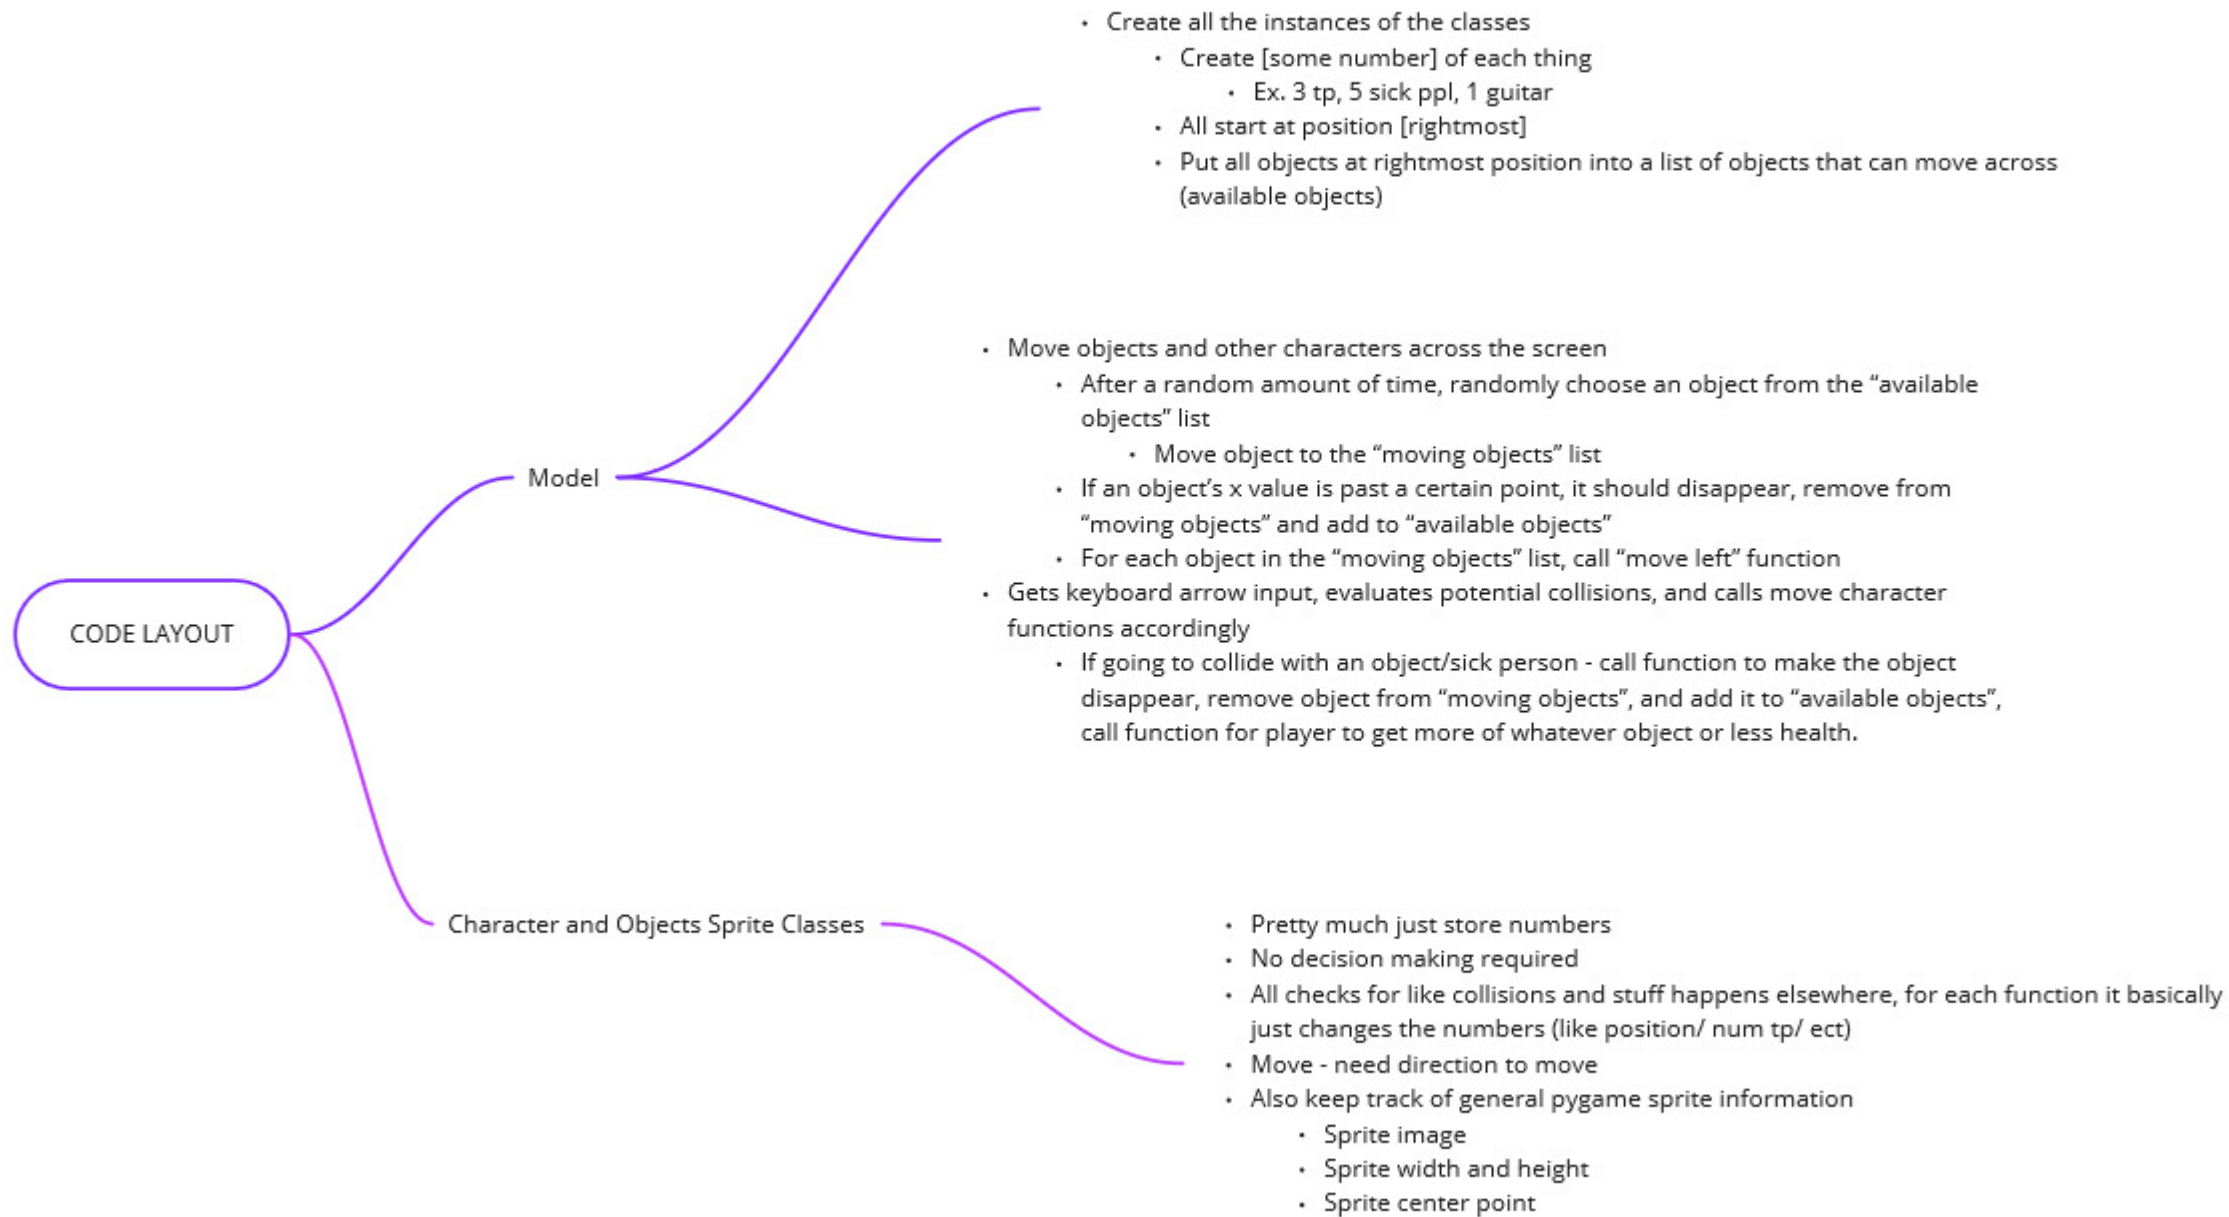 • Create all the instances of the classes
• Create [some number] of each thing
• Ex. 3 tp, 5 sick ppl, 1 guitar
• All start at position [rightmost]
• Put all objects at rightmost position into a list of objects that can move across
(available objects)
• Move objects and other characters across the screen
• After a random amount of time, randomly choose an object from the “available
objects” list
• Move object to the “moving objects” list
• If an object’s x value is past a certain point, it should disappear, remove from
“moving objects” and add to “available objects”
• For each object in the “moving objects” list, call “move left” function
• Gets keyboard arrow input, evaluates potential collisions, and calls move character
functions accordingly
• If going to collide with an object/sick person - call function to make the object
disappear, remove object from “moving objects”, and add it to “available objects”,
call function for player to get more of whatever object or less health.
Model
CODE LAYOUT
Character and Objects Sprite Classes
• Pretty much just store numbers
• No decision making required
• All checks for like collisions and stuff happens elsewhere, for each function it basically
just changes the numbers (like position/ num tp/ ect)
• Move - need direction to move
• Also keep track of general pygame sprite information
• Sprite image
• Sprite width and height
• Sprite center point